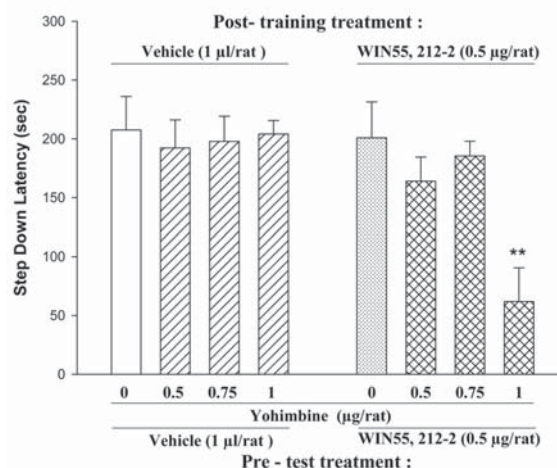 Post- training treatment :
Vehicle (1 µl/rat ) WIN55, 212-2 (0.5 µg/rat)
Step Down Latency (sec)
300
250
200
150
100
50
0
**
0 0.5 0.75 1 0 0.5 0.75 1
Yohimbine (µg/rat)
Vehicle (1 µl/rat ) WIN55, 212-2 (0.5 µg/rat)
Pre - test treatment :